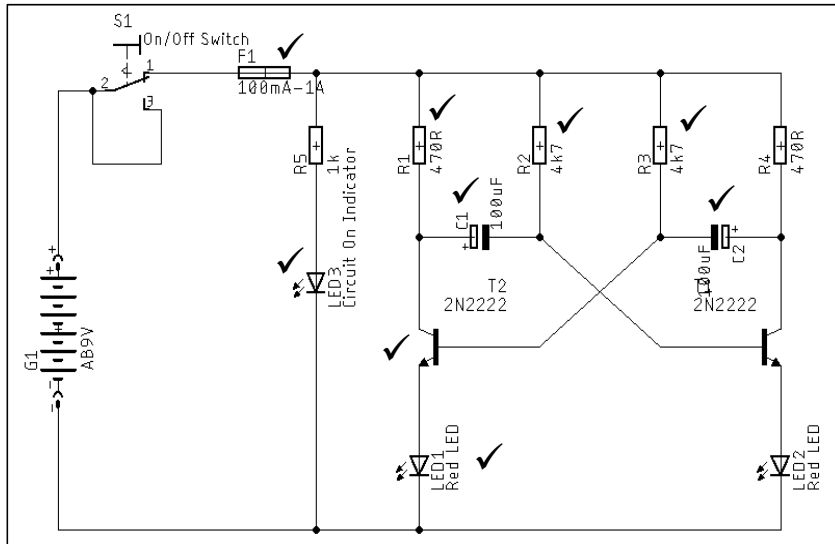 S1
On/Off Switch
1
2
3
F1
100mA-1A
R5
1k
Circuit On Indicator
LED3
R1
470R
R2
4k7
R3
4k7
R4
470R
C1
100uF
+
100uF
C2
+
T2
2N2222
2N2222
G1
AB9V
+
+
-
-
LED1
Red LED
LED2
Red LED